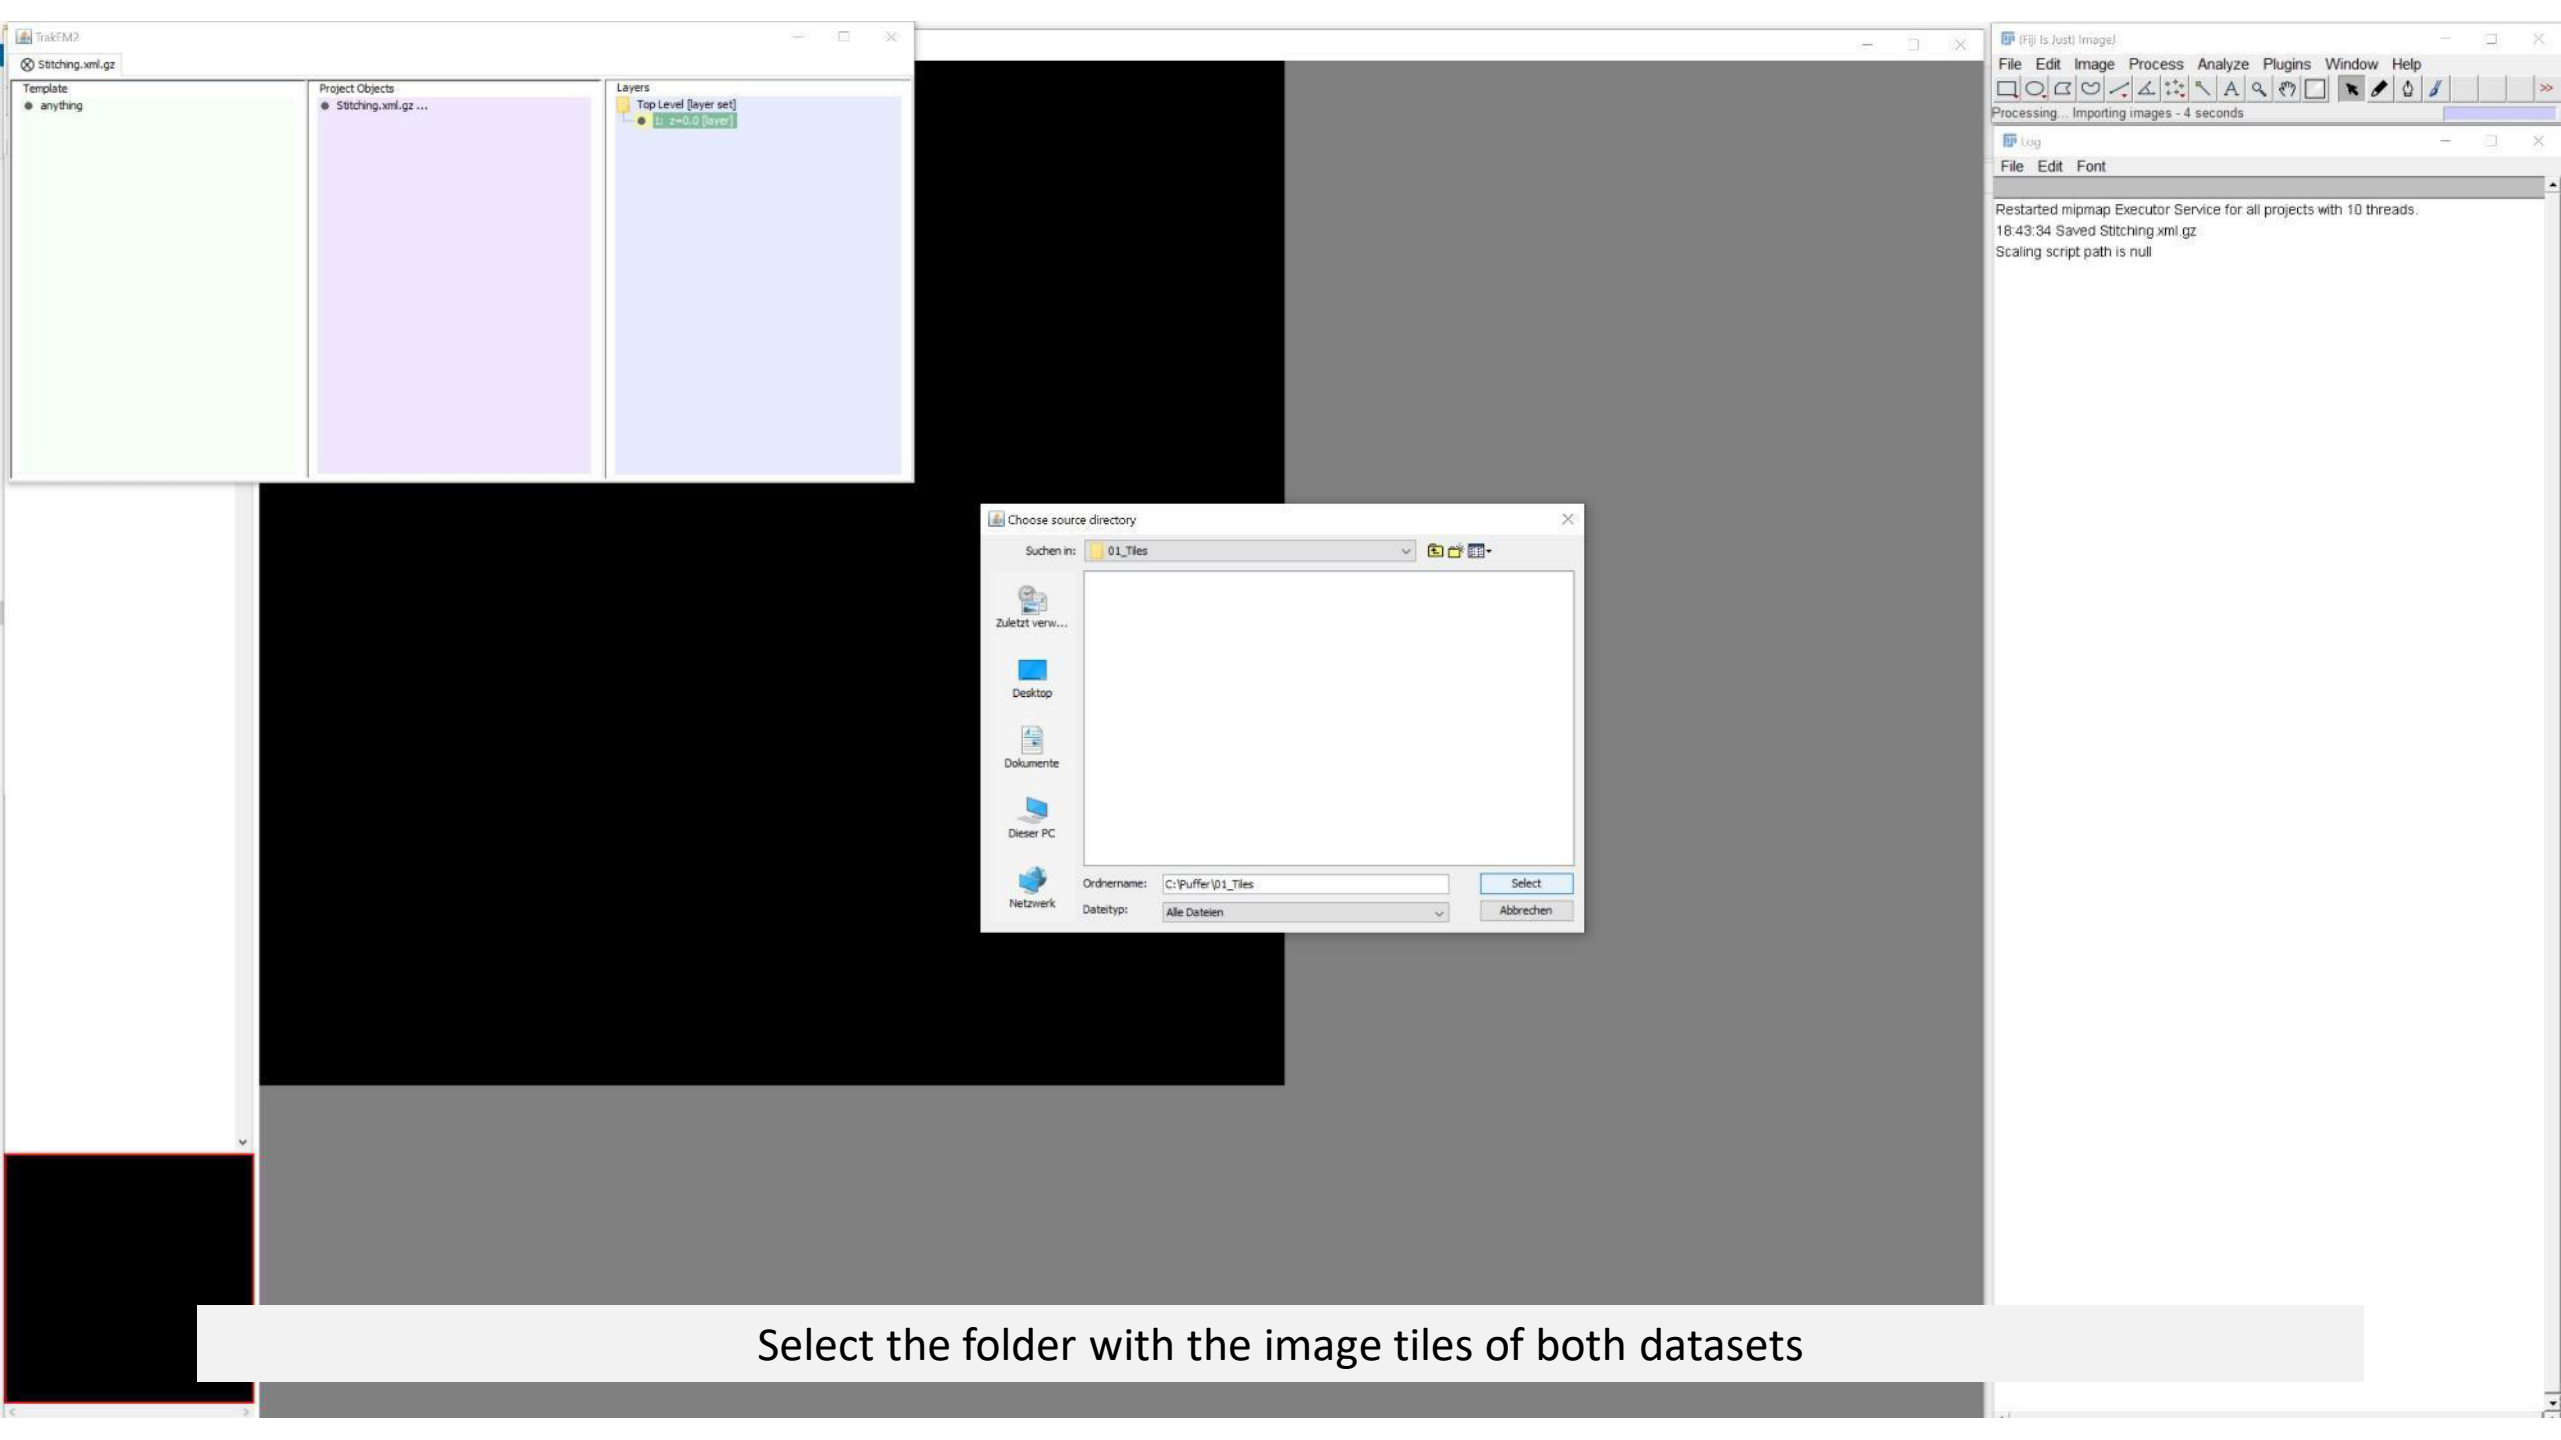 TrakEM2
Stitching.xml.gz
Template
anything
Project Objects
Stitching.xml.gz ...
Layers
Top Level [layer set]
1: z=0.0 [layer]
(Fiji Is Just) ImageJ
File Edit Image Process Analyze Plugins Window Help
Processing... Importing images - 4 seconds
Log
File Edit Font
Restarted mipmap Executor Service for all projects with 10 threads.
18:43:34 Saved Stitching.xml.gz
Scaling script path is null
Choose source directory
Suchen in: 01_Tiles
Zuletzt verw...
Desktop
Dokumente
Dieser PC
Netzwerk
Ordnername: C:\Puffer\01_Tiles Select
Dateityp: Alle Dateien Abbrechen
Select the folder with the image tiles of both datasets